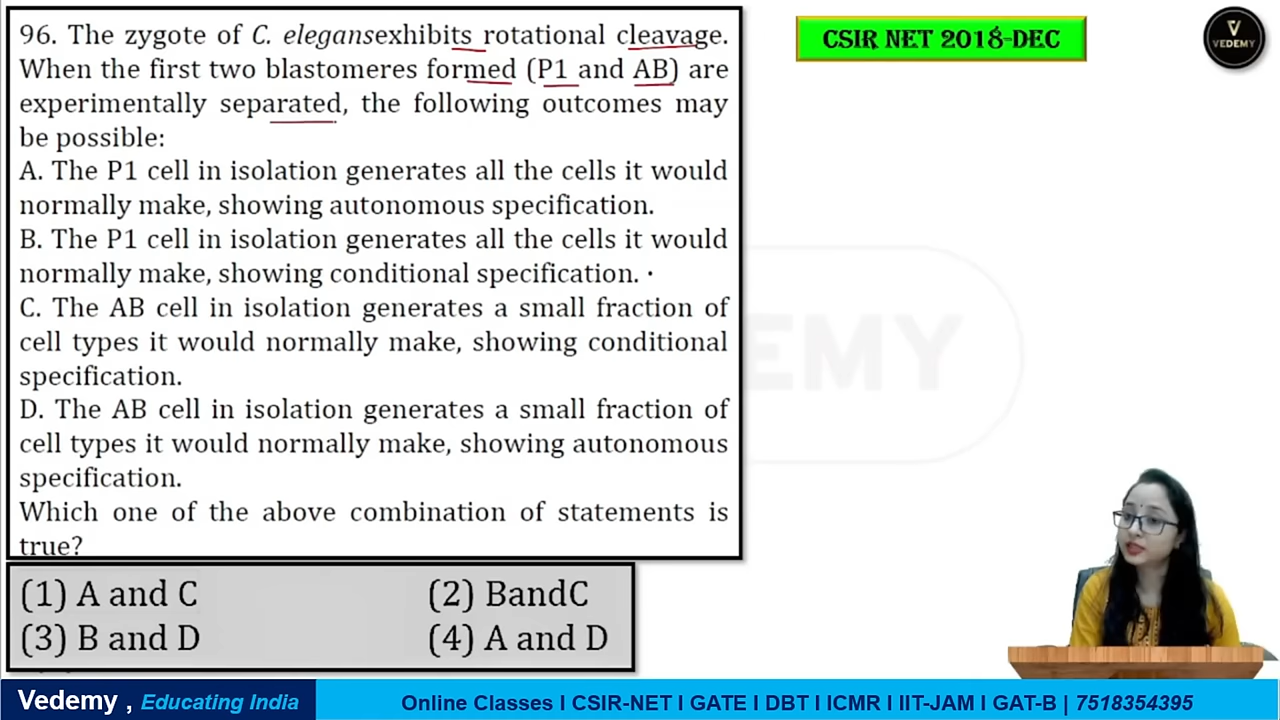 96. The zygote of C. elegansexhibits rotational cleavage.
When the first two blastomeres formed (P1 and AB) are
experimentally separated, the following outcomes may
be possible:
A. The P1 cell in isolation generates all the cells it would
normally make, showing autonomous specification.
B. The P1 cell in isolation generates all the cells it would
normally make, showing conditional specification. ·
C. The AB cell in isolation generates a small fraction of
cell types it would normally make, showing conditional
specification.
D. The AB cell in isolation generates a small fraction of
cell types it would normally make, showing autonomous
specification.
Which one of the above combination of statements is
true?
(1) A and C (2) BandC
(3) B and D (4) A and D
CSIR NET 2018-DEC
VEDEMY
EMY
Vedemy , Educating India
Online Classes I CSIR-NET I GATE I DBT I ICMR I IIT-JAM I GAT-B | 7518354395